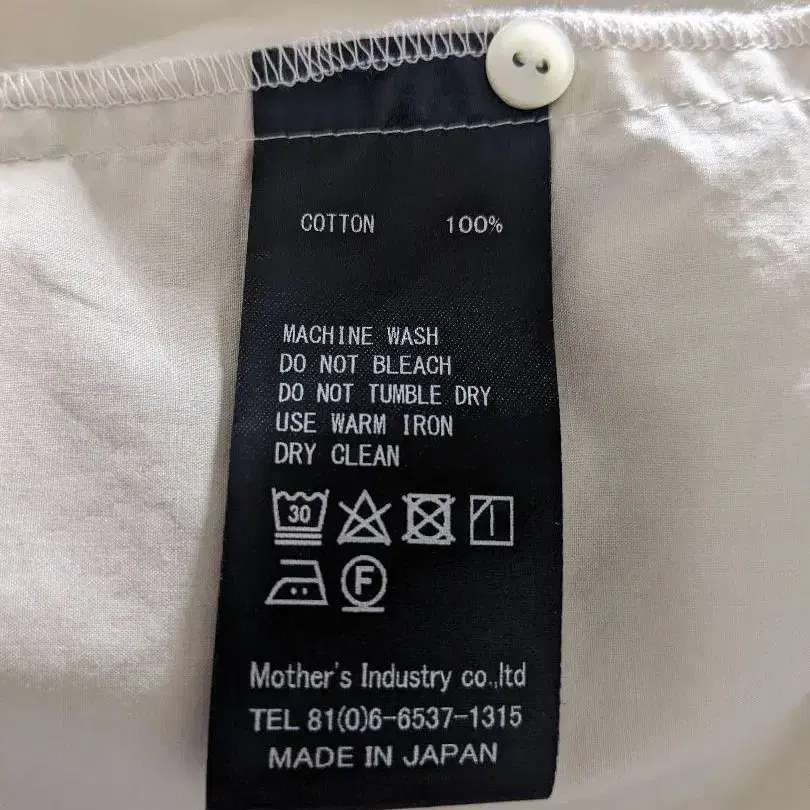 COTTON 100%
MACHINE WASH
DO NOT BLEACH
DO NOT TUMBLE DRY
USE WARM IRON
DRY CLEAN
30
F
Mother's Industry co.,ltd
TEL 81(0)6-6537-1315
MADE IN JAPAN